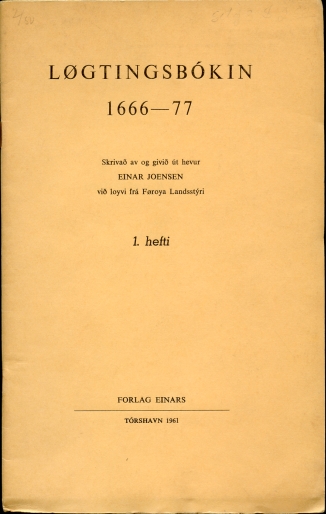 LØGTINGSBÓKIN
1666—77
Skrivað av og givið út hevur
EINAR JOENSEN
við loyvi frá Føroya Landsstýri
1. hefti
FORLAG EINARS
TÓRSHAVN 1961